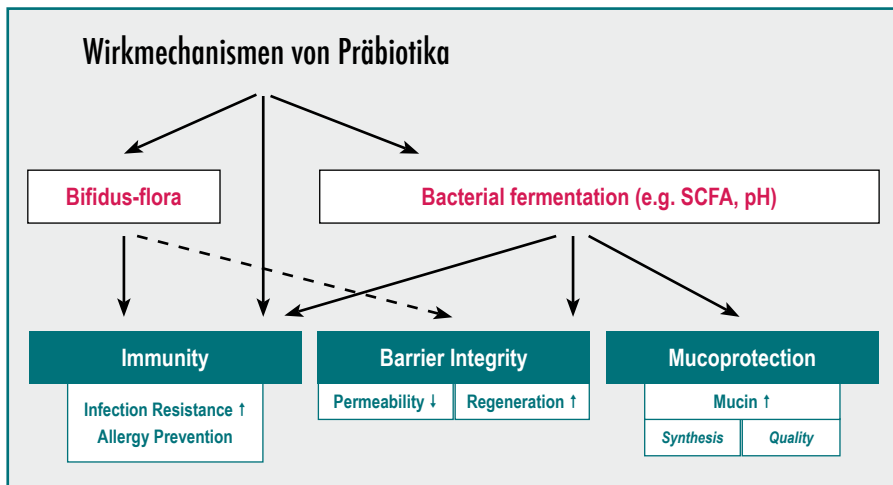 Wirkmechanismen von Präbiotika
Bifidus-flora
Bacterial fermentation (e.g. SCFA, pH)
Immunity
Barrier Integrity
Mucoprotection
Infection Resistance ↑
Allergy Prevention
Permeability ↓
Regeneration ↑
Mucin ↑
Synthesis
Quality